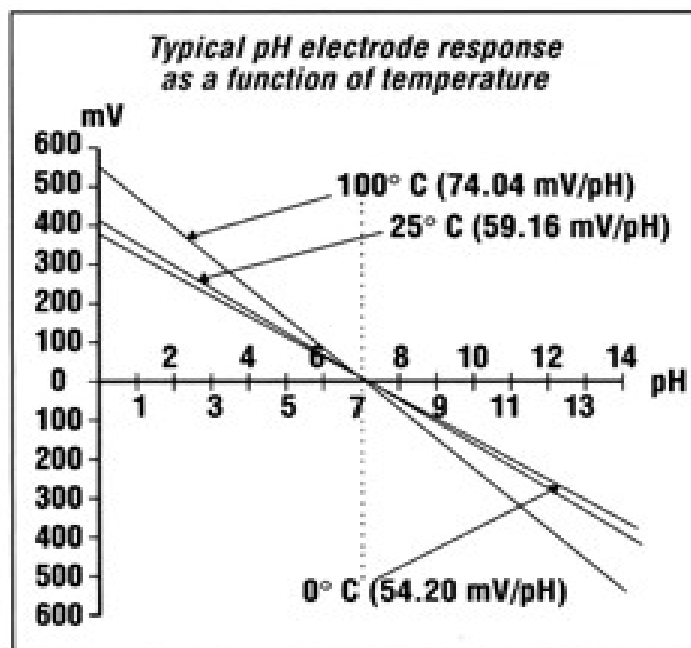 Typical pH electrode response
as a function of temperature
mV
600
500
400
300
200
100
0
100
200
300
400
500
600
100° C (74.04 mV/pH)
25° C (59.16 mV/pH)
2 4 6 8 10 12 14
pH
1 3 5 7 9 11 13
0° C (54.20 mV/pH)